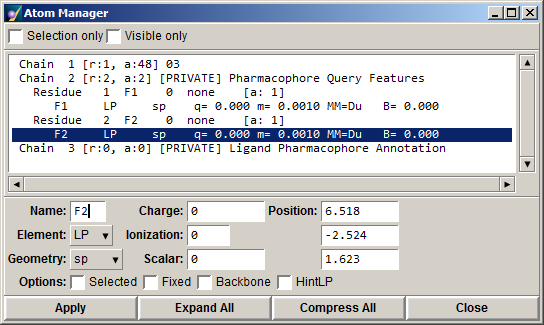 Atom Manager
Selection only Visible only
Chain 1 [r:1, a:48] 03
Chain 2 [r:2, a:2] [PRIVATE] Pharmacophore Query Features
Residue 1 F1 0 none [a: 1]
F1 LP sp q= 0.000 m= 0.0010 MM=Du B= 0.000
Residue 2 F2 0 none [a: 1]
F2 LP sp q= 0.000 m= 0.0010 MM=Du B= 0.000
Chain 3 [r:0, a:0] [PRIVATE] Ligand Pharmacophore Annotation
Name: F2 Charge: 0 Position: 6.518
Element: LP Ionization: 0 -2.524
Geometry: sp Scalar: 0 1.623
Options: Selected Fixed Backbone HintLP
Apply Expand All Compress All Close